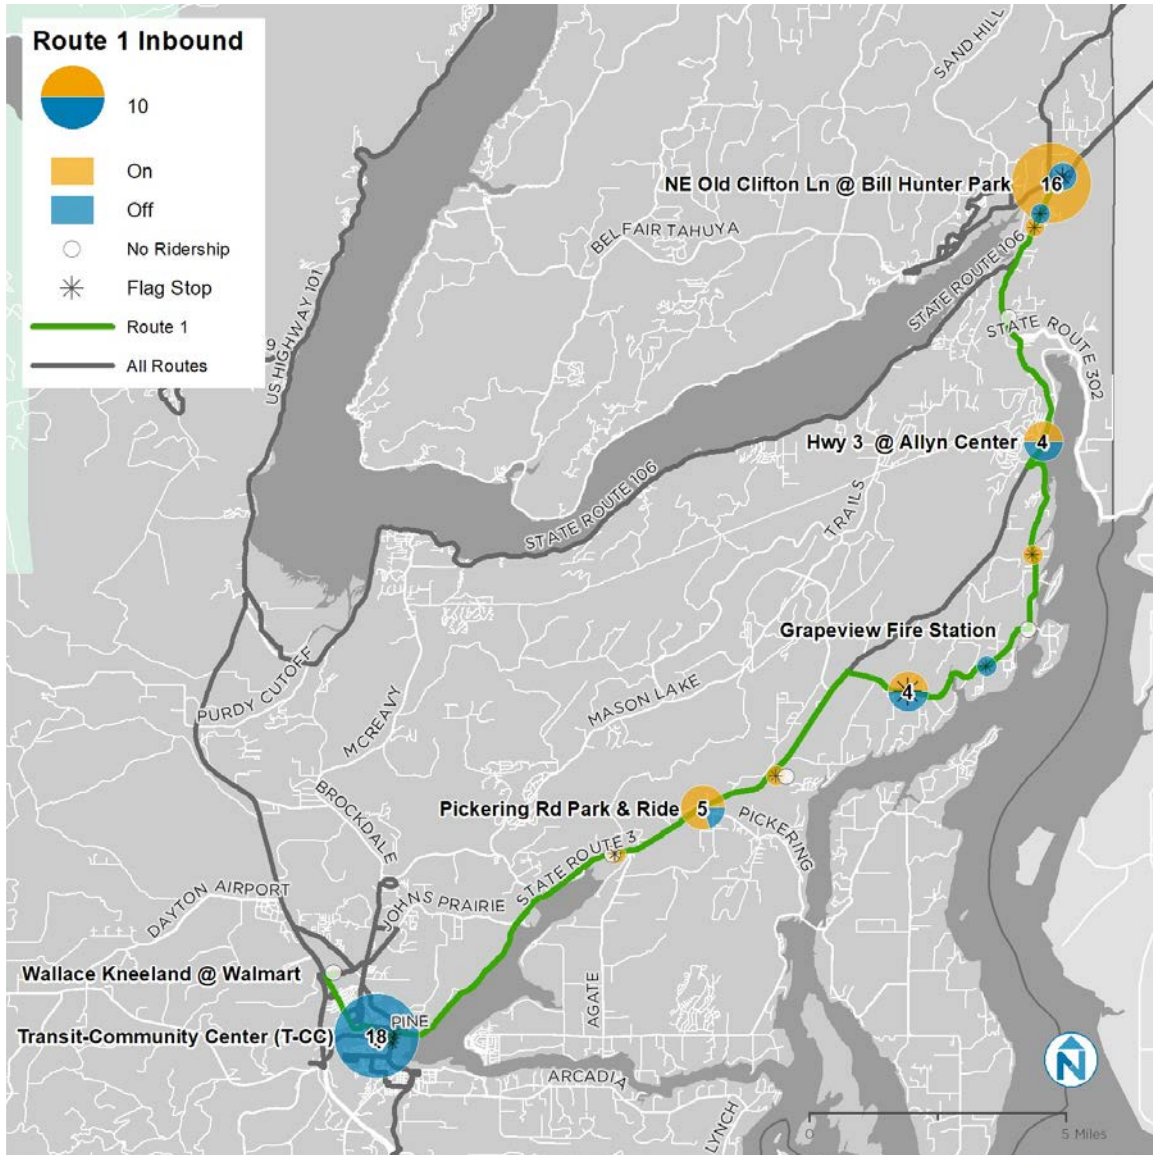 Route 1 Inbound
10
On
Off
No Ridership
Flag Stop
Route 1
All Routes
SAND HILL
NE Old Clifton Ln @ Bill Hunter Park
16
BELFAIR TAHUYA
STATE ROUTE 106
US HIGHWAY 101
9
STATE ROUTE 302
Hwy 3 @ Allyn Center
4
TRAILS
STATE ROUTE 106
Grapeview Fire Station
PURDY CUTOFF
MCREAVY
MASON LAKE
4
BROCKDALE
Pickering Rd Park & Ride
5
PICKERING
STATE ROUTE 3
DAYTON AIRPORT
JOHNS PRAIRIE
Wallace Kneeland @ Walmart
AGATE
Transit-Community Center (T-CC)
18
PINE
ARCADIA
LYNCH
N
0
5 Miles